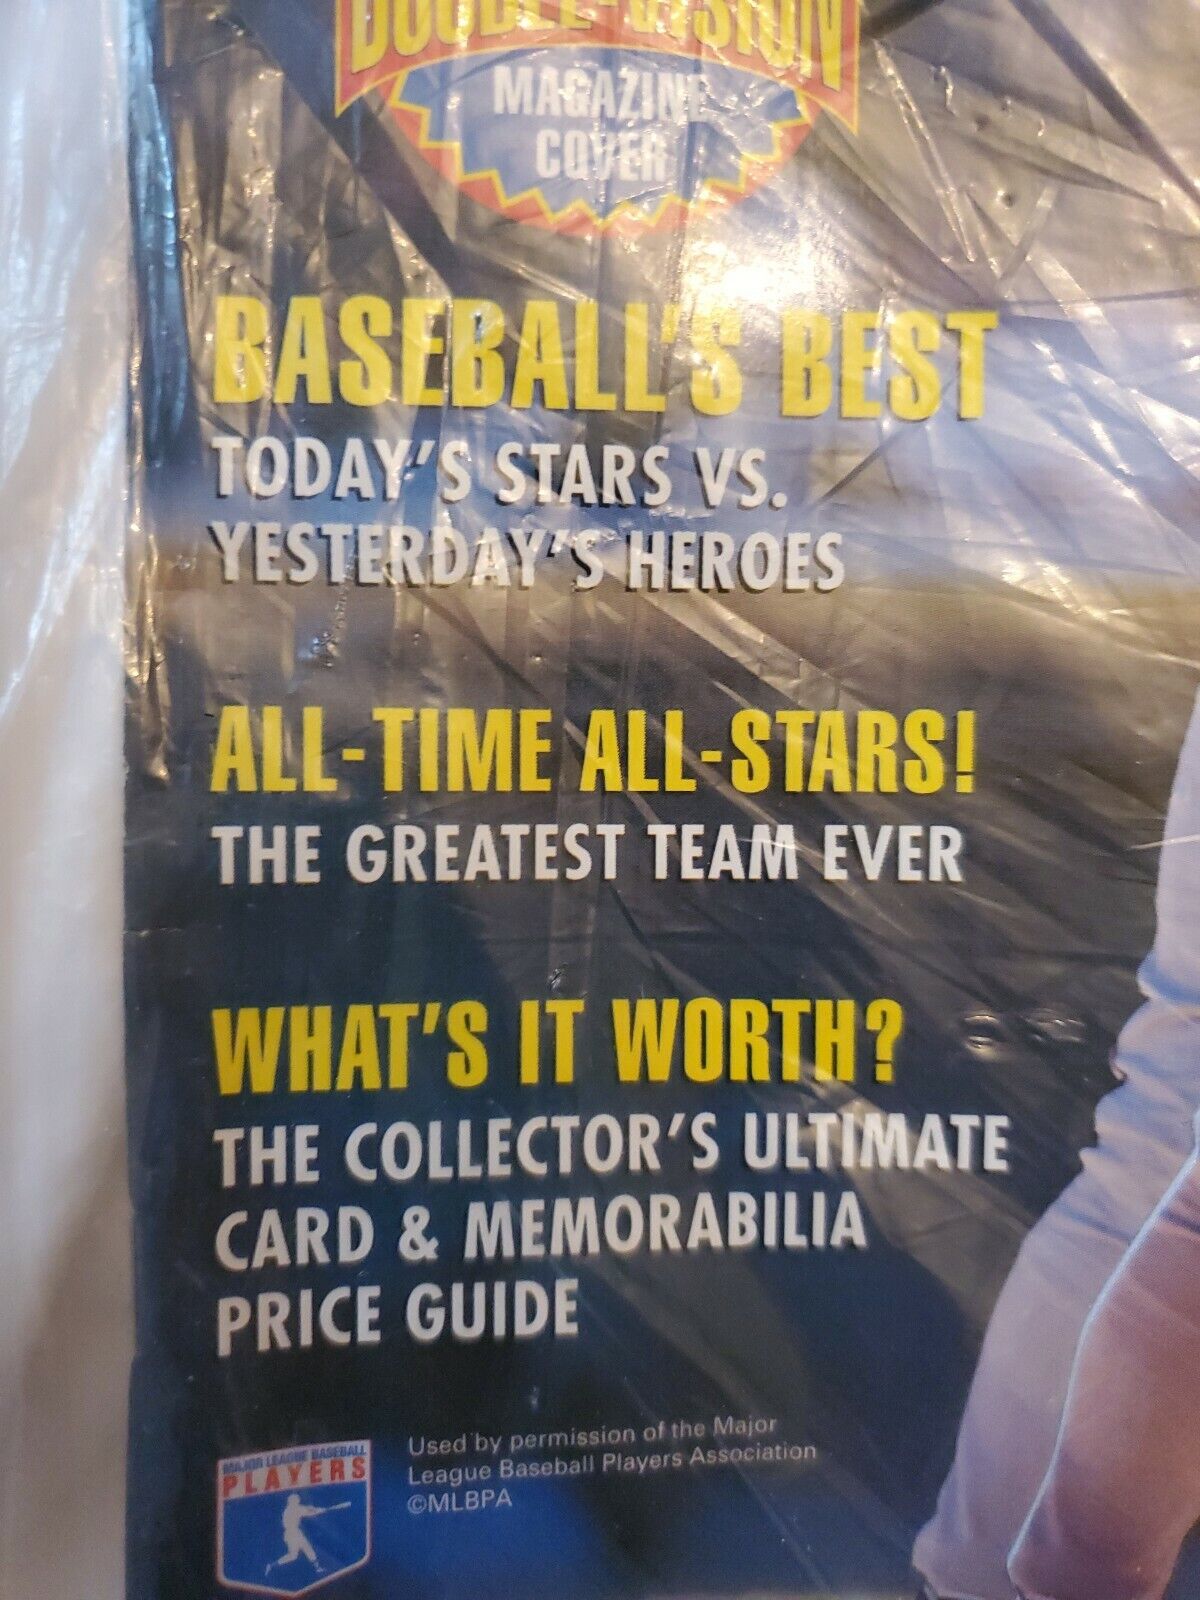 DOUBLE-VISION
MAGAZINE
COVER
BASEBALL'S BEST
TODAY'S STARS VS.
YESTERDAY'S HEROES
ALL-TIME ALL-STARS!
THE GREATEST TEAM EVER
WHAT'S IT WORTH?
THE COLLECTOR'S ULTIMATE
CARD & MEMORABILIA
PRICE GUIDE
MAJOR LEAGUE BASEBALL
PLAYERS
Used by permission of the Major
League Baseball Players Association
©MLBPA